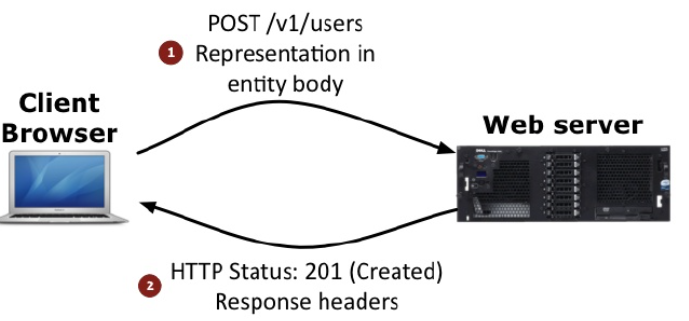 POST /v1/users
1 Representation in
entity body
Client
Browser
Web server
HTTP Status: 201 (Created)
2 Response headers